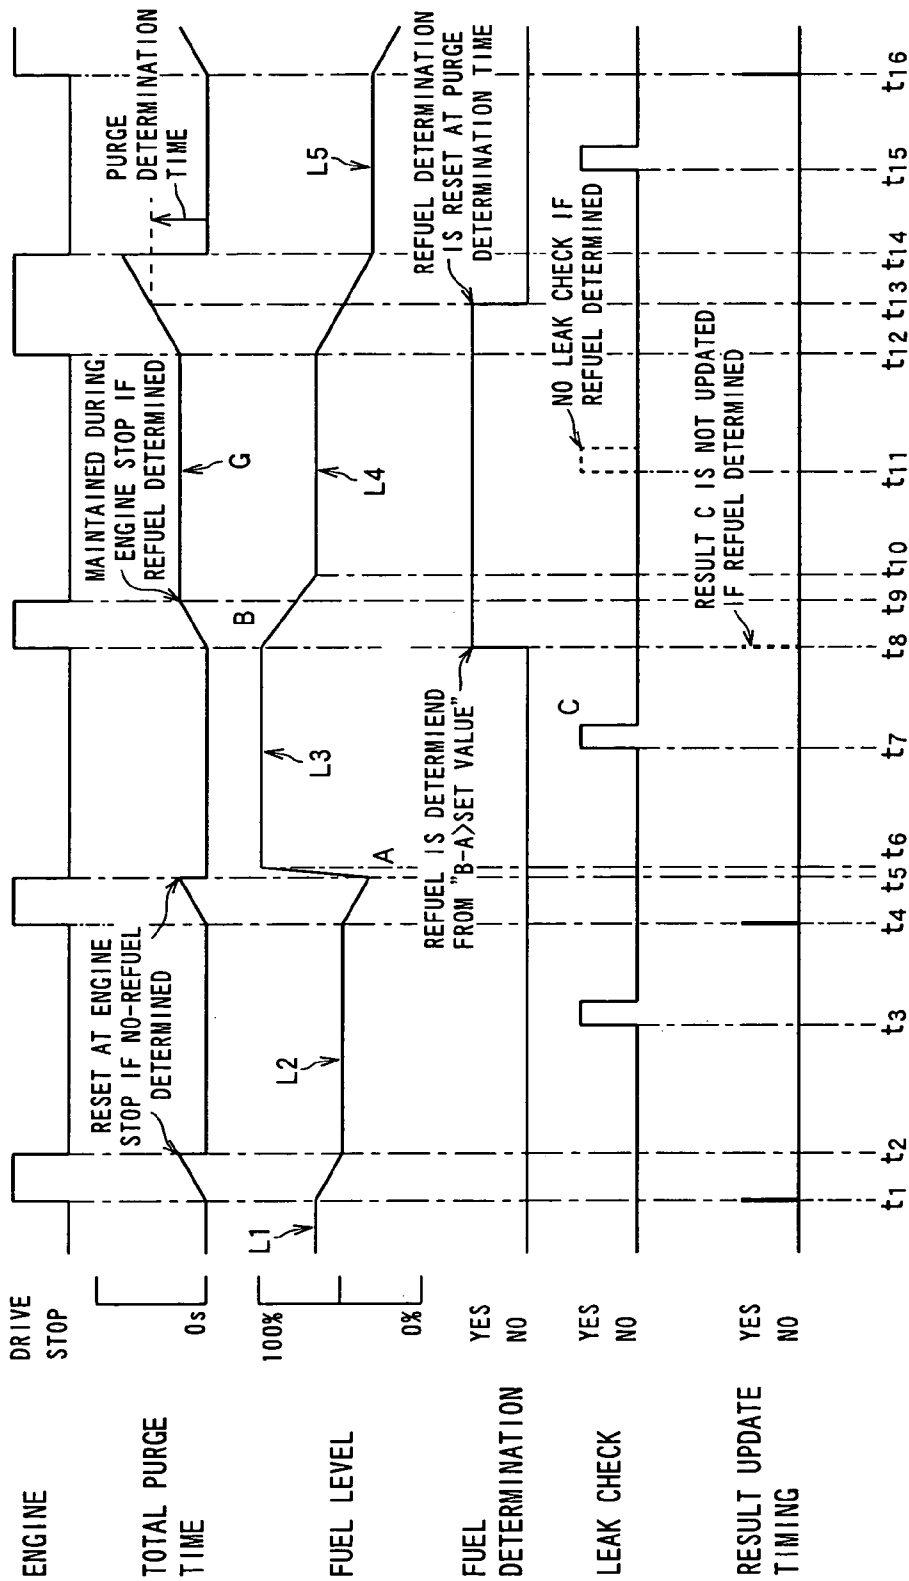 ENGINE
DRIVE
STOP
TOTAL PURGE
TIME
0s
RESET AT ENGINE
STOP IF NO-REFUEL
DETERMINED
MAINTAINED DURING
ENGINE STOP IF
REFUEL DETERMINED
G
PURGE
DETERMINATION
TIME
FUEL LEVEL
100%
0%
L1
L2
A
L3
B
L4
L5
FUEL
DETERMINATION
YES
NO
REFUEL IS DETERMIEND
FROM "B-A>SET VALUE"
REFUEL DETERMINATION
IS RESET AT PURGE
DETERMINATION TIME
LEAK CHECK
YES
NO
C
NO LEAK CHECK IF
REFUEL DETERMINED
RESULT UPDATE
TIMING
YES
NO
RESULT C IS NOT UPDATED
IF REFUEL DETERMINED
t1 t2 t3 t4 t5 t6 t7 t8 t9 t10 t11 t12 t13 t14 t15 t16